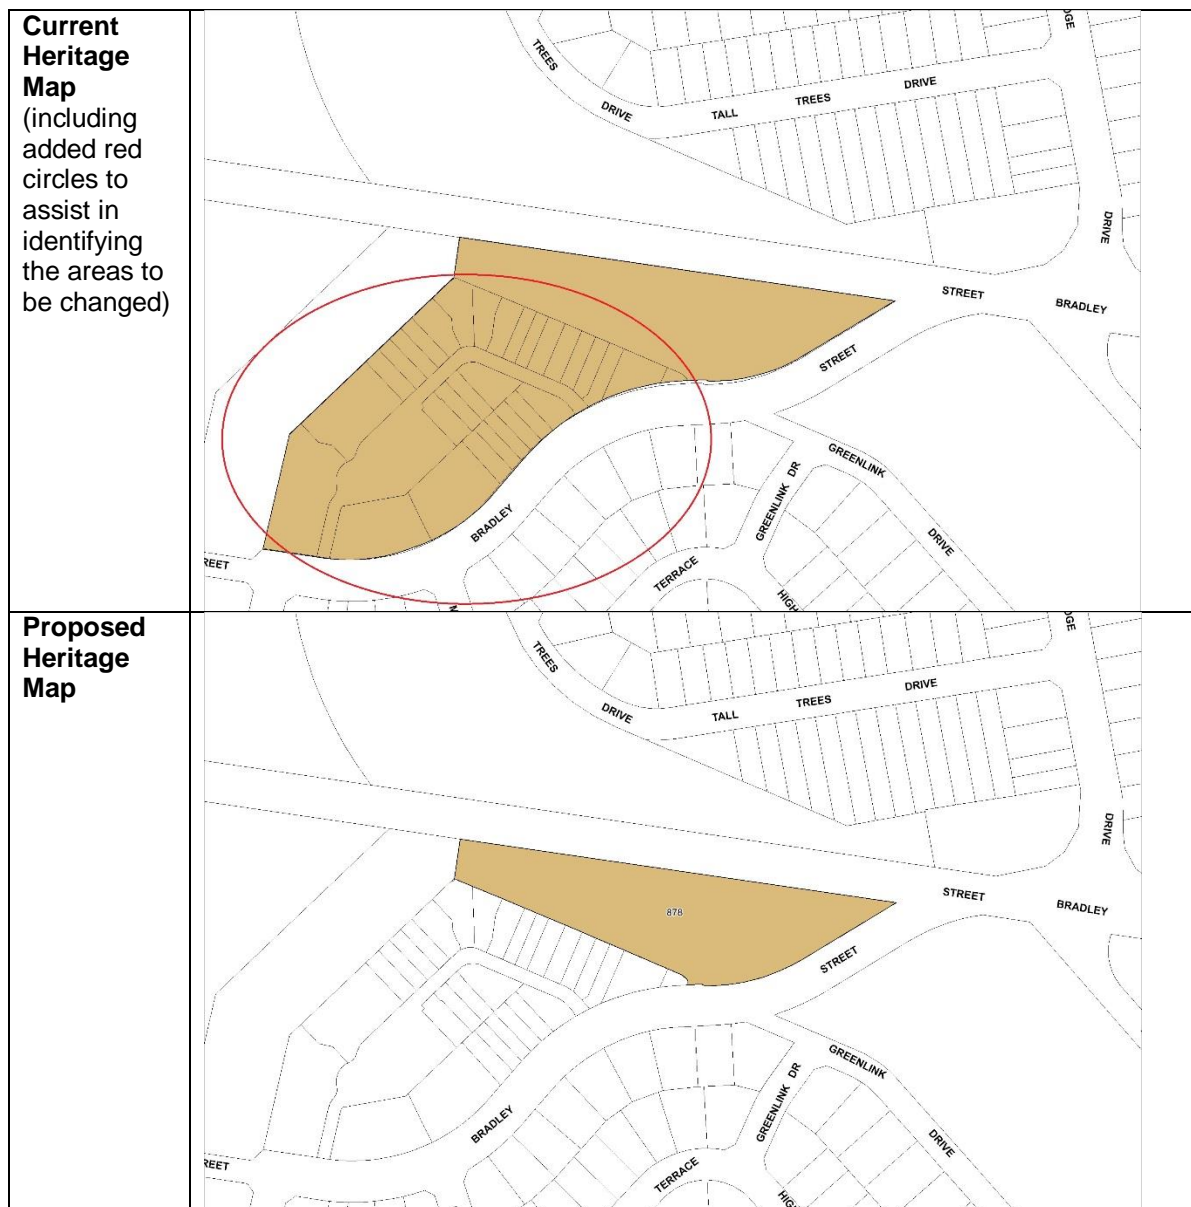 Current
Heritage
Map
(including
added red
circles to
assist in
identifying
the areas to
be changed)
TREES
DRIVE
TALL
TREES
DRIVE
DRIVE
STREET
BRADLEY
STREET
BRADLEY
GREENLINK
DRIVE
GREENLINK DR
TERRACE
Proposed
Heritage
Map
TREES
DRIVE
TALL
TREES
DRIVE
DRIVE
878
STREET
BRADLEY
STREET
BRADLEY
GREENLINK
DRIVE
GREENLINK DR
TERRACE